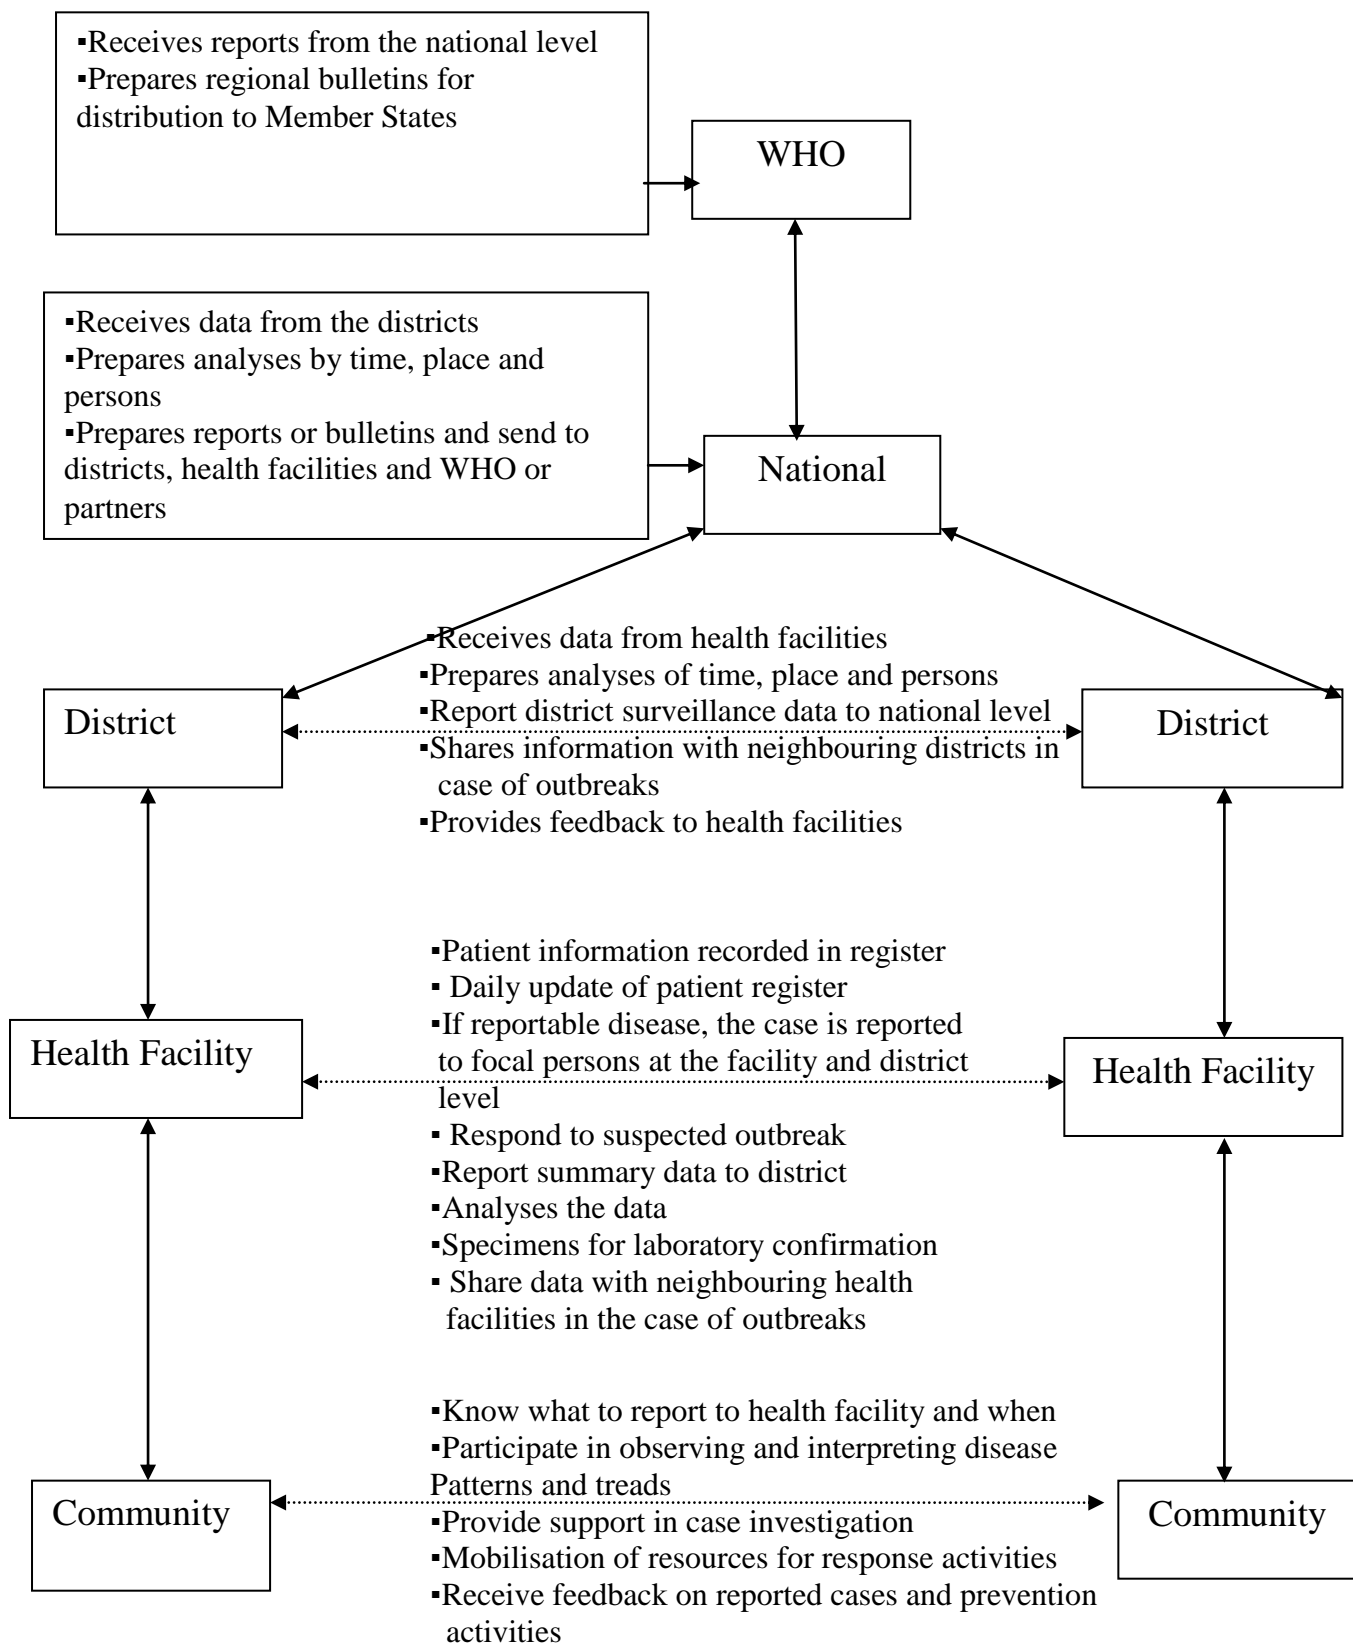 ▪Receives reports from the national level
▪Prepares regional bulletins for
distribution to Member States
WHO
▪Receives data from the districts
▪Prepares analyses by time, place and
persons
▪Prepares reports or bulletins and send to
districts, health facilities and WHO or
partners
National
▪Receives data from health facilities
▪Prepares analyses of time, place and persons
▪Report district surveillance data to national level
▪Shares information with neighbouring districts in
case of outbreaks
▪Provides feedback to health facilities
District
District
▪Patient information recorded in register
▪ Daily update of patient register
▪If reportable disease, the case is reported
to focal persons at the facility and district
level
▪ Respond to suspected outbreak
▪Report summary data to district
▪Analyses the data
▪Specimens for laboratory confirmation
▪ Share data with neighbouring health
facilities in the case of outbreaks
Health Facility
Health Facility
▪Know what to report to health facility and when
▪Participate in observing and interpreting disease
Patterns and treads
▪Provide support in case investigation
▪Mobilisation of resources for response activities
▪Receive feedback on reported cases and prevention
activities
Community
Community